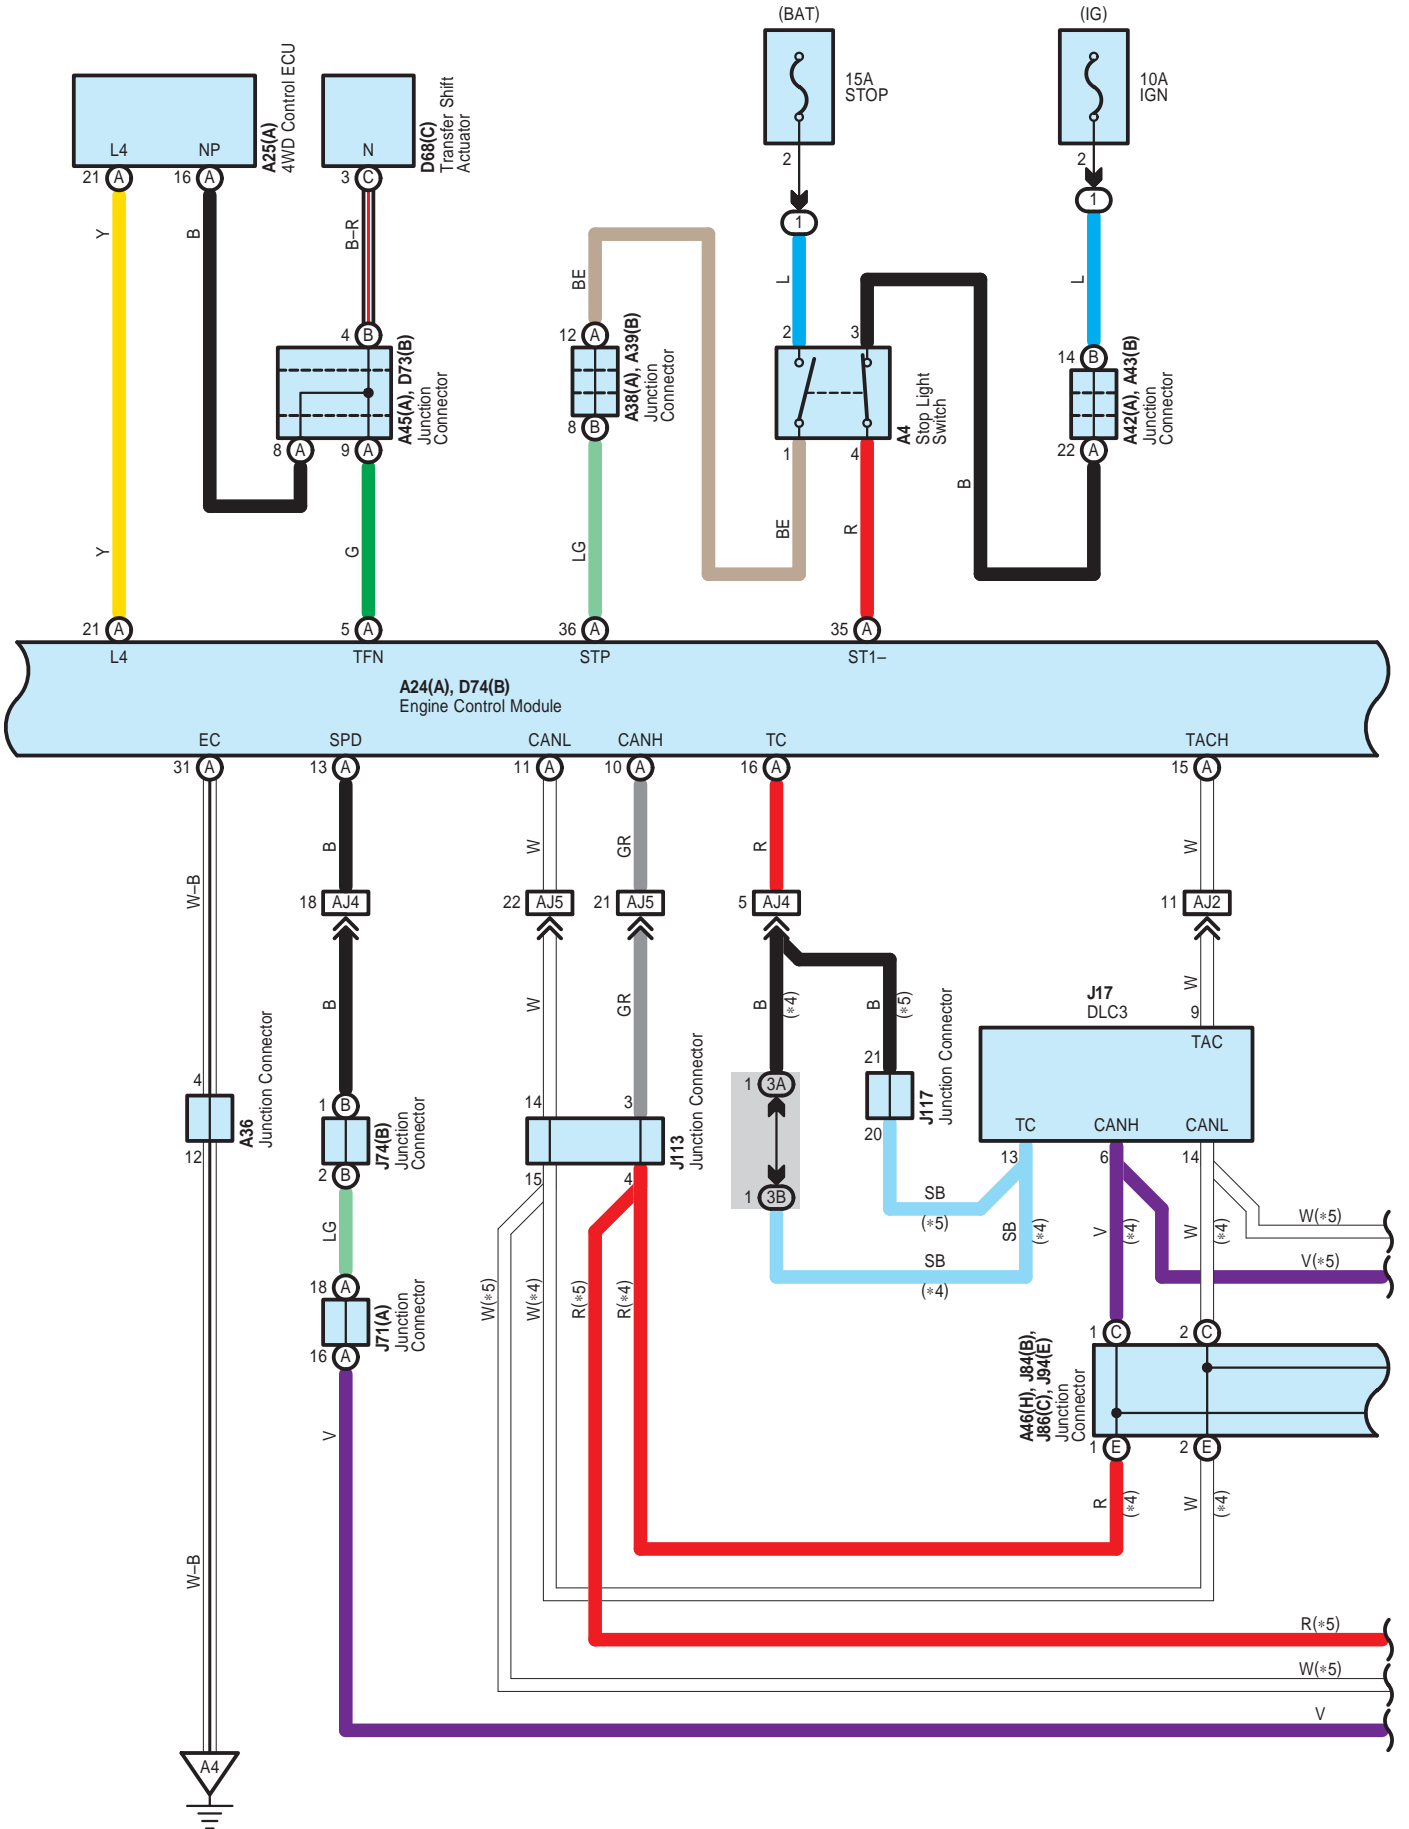 (BAT)
(IG)
15A
STOP
10A
IGN
2
2
1
1
A25(A)
4WD Control ECU
D68(C)
Transfer Shift
Actuator
L4
NP
N
21 A
16 A
3 C
Y
B
B–R
BE
L
L
4 B
12 A
2
3
14 B
A45(A), D73(B)
Junction
Connector
A38(A), A39(B)
Junction
Connector
A4
Stop Light
Switch
A42(A), A43(B)
Junction
Connector
8 A
9 A
8 B
1
4
22 A
Y
G
LG
BE
R
B
21 A
5 A
36 A
35 A
L4
TFN
STP
ST1–
A24(A), D74(B)
Engine Control Module
EC
SPD
CANL
CANH
TC
TACH
31 A
13 A
11 A
10 A
16 A
15 A
W–B
B
W
GR
R
W
18 AJ4
22 AJ5
21 AJ5
5 AJ4
11 AJ2
B
W
GR
B
(*4)
B
(*5)
W
J17
DLC3
9
TAC
4
A36
Junction Connector
12
1 B
J74(B)
Junction
Connector
2 B
14
3
J113
Junction Connector
15
4
1 3A
1 3B
21
J117
Junction Connector
20
TC
CANH
CANL
13
6
14
SB
(*5)
SB
(*4)
SB
(*4)
V
(*4)
W
(*4)
W(*5)
V(*5)
LG
18 A
J71(A)
Junction
Connector
16 A
W(*5)
W(*4)
R(*5)
R(*4)
1 C
2 C
A46(H), J84(B),
J86(C), J94(E)
Junction
Connector
1 E
2 E
V
R
(*4)
W
(*4)
W–B
R(*5)
W(*5)
V
A4